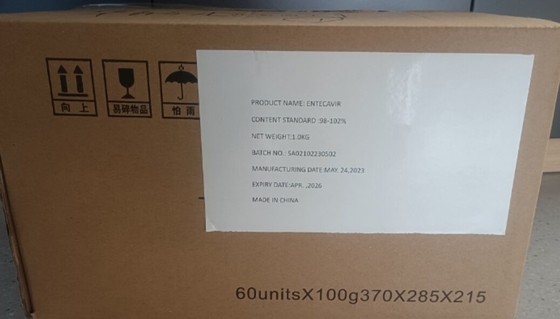 向上
易碎物品
怕雨
PRODUCT NAME: ENTECAVIR
CONTENT STANDARD :98-102%
NET WEIGHT:1.0KG
BATCH NO.: SA02102230502
MANUFACTURING DATE:MAY. 24,2023
EXPIRY DATE:APR. ,2026
MADE IN CHINA
60unitsX100g370X285X215